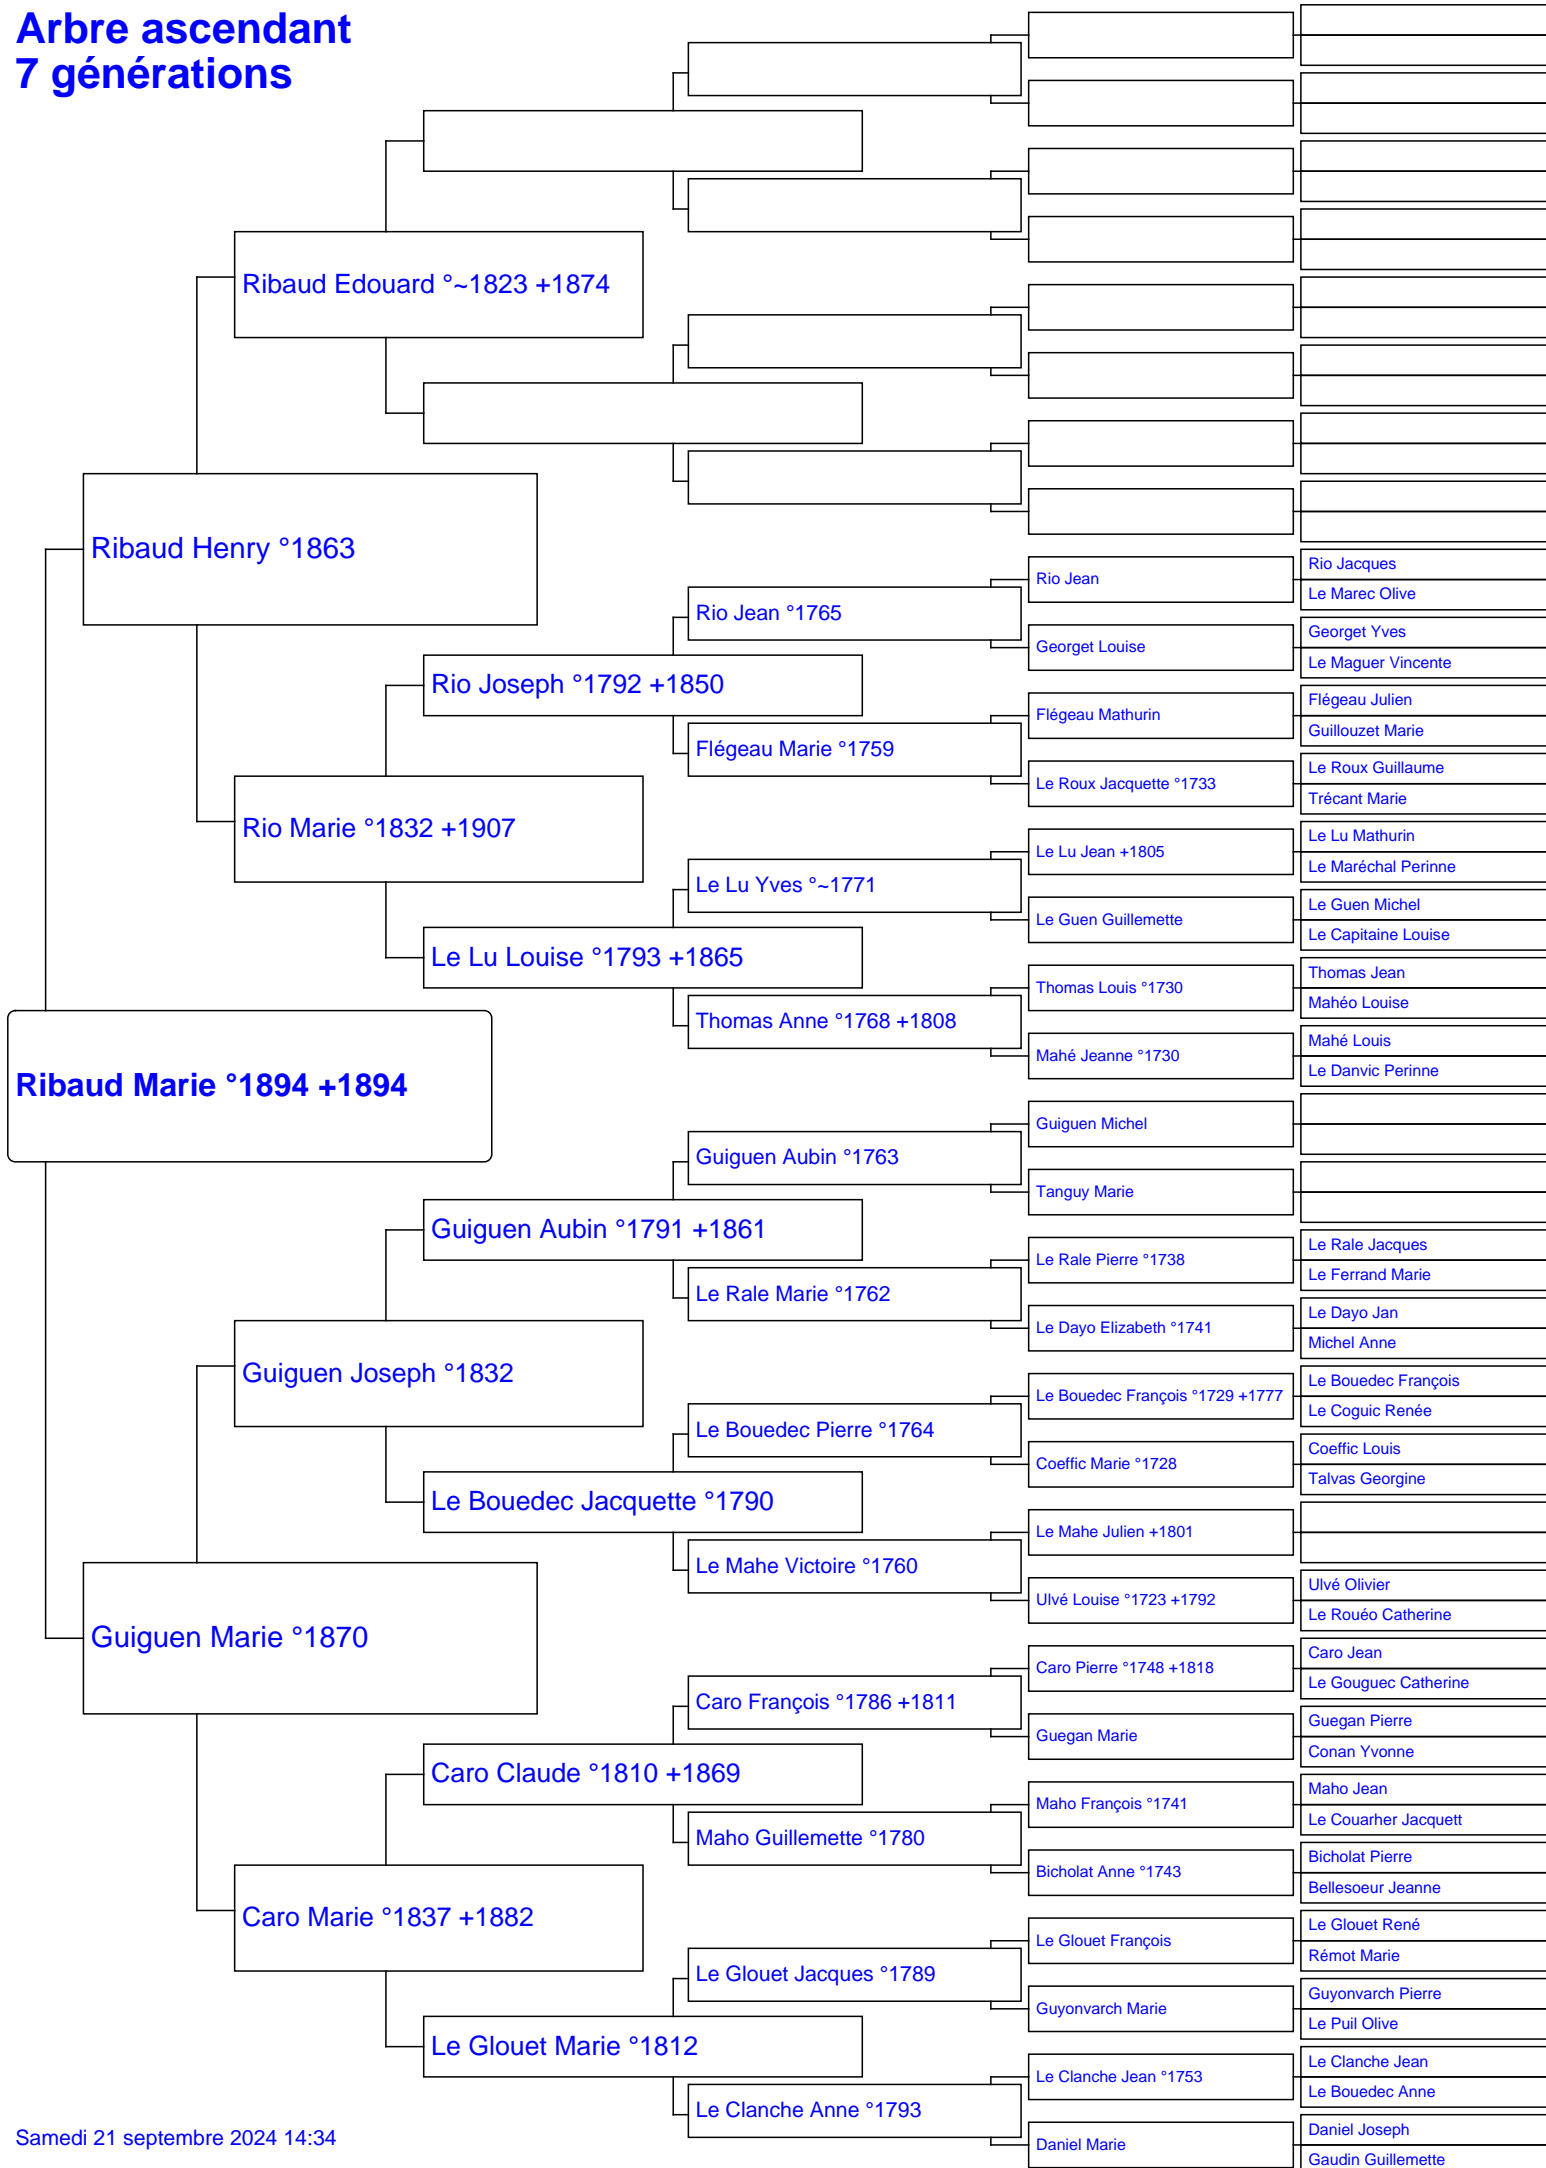 Arbre ascendant
7 générations
Ribaud Edouard °~1823 +1874
Ribaud Henry °1863
Rio Jean
Rio Jacques
Le Marec Olive
Rio Jean °1765
Georget Louise
Georget Yves
Le Maguer Vincente
Rio Joseph °1792 +1850
Flégeau Mathurin
Flégeau Julien
Guillouzet Marie
Flégeau Marie °1759
Le Roux Jacquette °1733
Le Roux Guillaume
Trécant Marie
Rio Marie °1832 +1907
Le Lu Jean +1805
Le Lu Mathurin
Le Maréchal Perinne
Le Lu Yves °~1771
Le Guen Guillemette
Le Guen Michel
Le Capitaine Louise
Le Lu Louise °1793 +1865
Thomas Louis °1730
Thomas Jean
Mahéo Louise
Thomas Anne °1768 +1808
Mahé Jeanne °1730
Mahé Louis
Le Danvic Perinne
Ribaud Marie °1894 +1894
Guiguen Michel
Guiguen Aubin °1763
Tanguy Marie
Guiguen Aubin °1791 +1861
Le Rale Pierre °1738
Le Rale Jacques
Le Ferrand Marie
Le Rale Marie °1762
Le Dayo Elizabeth °1741
Le Dayo Jan
Michel Anne
Guiguen Joseph °1832
Le Bouedec François °1729 +1777
Le Bouedec François
Le Coguic Renée
Le Bouedec Pierre °1764
Coeffic Marie °1728
Coeffic Louis
Talvas Georgine
Le Bouedec Jacquette °1790
Le Mahe Julien +1801
Le Mahe Victoire °1760
Ulvé Louise °1723 +1792
Ulvé Olivier
Le Rouéo Catherine
Guiguen Marie °1870
Caro Pierre °1748 +1818
Caro Jean
Le Gouguec Catherine
Caro François °1786 +1811
Guegan Marie
Guegan Pierre
Conan Yvonne
Caro Claude °1810 +1869
Maho François °1741
Maho Jean
Le Couarher Jacquett
Maho Guillemette °1780
Bicholat Anne °1743
Bicholat Pierre
Bellesoeur Jeanne
Caro Marie °1837 +1882
Le Glouet François
Le Glouet René
Rémot Marie
Le Glouet Jacques °1789
Guyonvarch Marie
Guyonvarch Pierre
Le Puil Olive
Le Glouet Marie °1812
Le Clanche Jean °1753
Le Clanche Jean
Le Bouedec Anne
Le Clanche Anne °1793
Daniel Marie
Daniel Joseph
Gaudin Guillemette
Samedi 21 septembre 2024 14:34